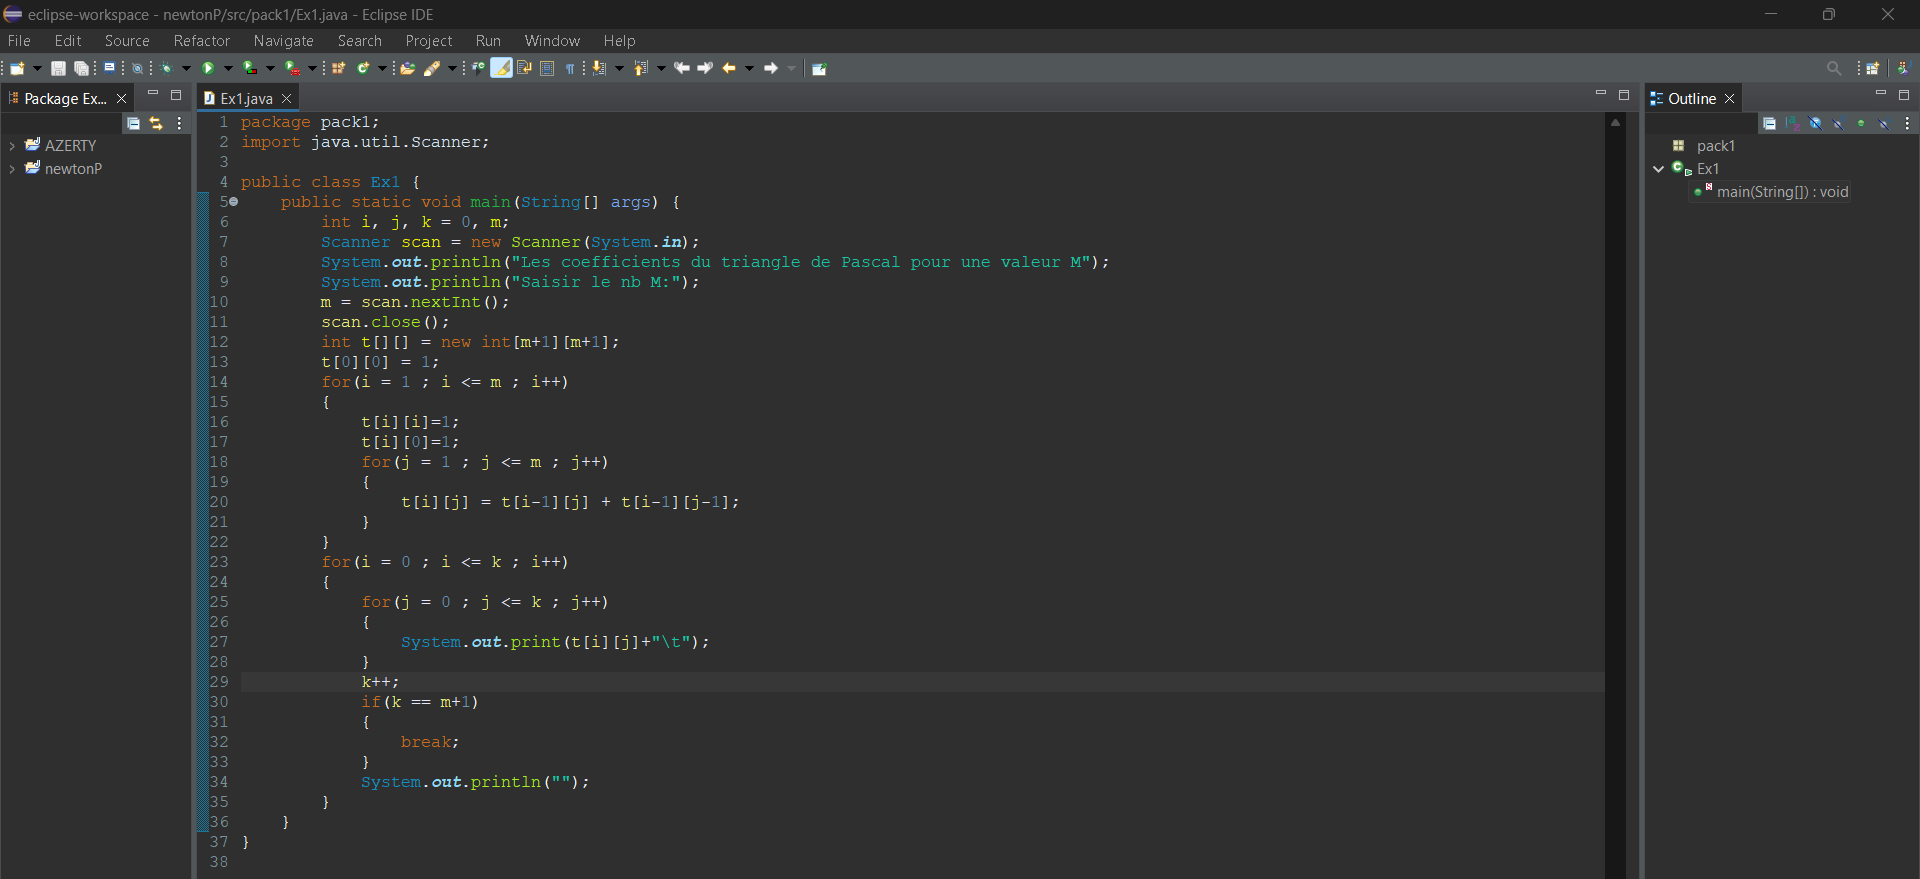 eclipse-workspace - newtonP/src/pack1/Ex1.java - Eclipse IDE
File Edit Source Refactor Navigate Search Project Run Window Help
Package Ex...
Ex1.java
Outline
AZERTY
newtonP
1 package pack1;
2 import java.util.Scanner;
3
4 public class Ex1 {
5 public static void main(String[] args) {
6 int i, j, k = 0, m;
7 Scanner scan = new Scanner(System.in);
8 System.out.println("Les coefficients du triangle de Pascal pour une valeur M");
9 System.out.println("Saisir le nb M:");
10 m = scan.nextInt();
11 scan.close();
12 int t[][] = new int[m+1][m+1];
13 t[0][0] = 1;
14 for(i = 1 ; i <= m ; i++)
15 {
16 t[i][i]=1;
17 t[i][0]=1;
18 for(j = 1 ; j <= m ; j++)
19 {
20 t[i][j] = t[i-1][j] + t[i-1][j-1];
21 }
22 }
23 for(i = 0 ; i <= k ; i++)
24 {
25 for(j = 0 ; j <= k ; j++)
26 {
27 System.out.print(t[i][j]+"\t");
28 }
29 k++;
30 if(k == m+1)
31 {
32 break;
33 }
34 System.out.println("");
35 }
36 }
37 }
38
pack1
Ex1
main(String[]) : void